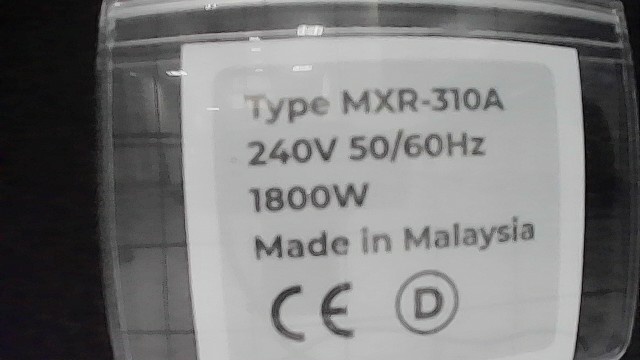 Type MXR-310A
240V 50/60Hz
1800W
Made in Malaysia
CE D